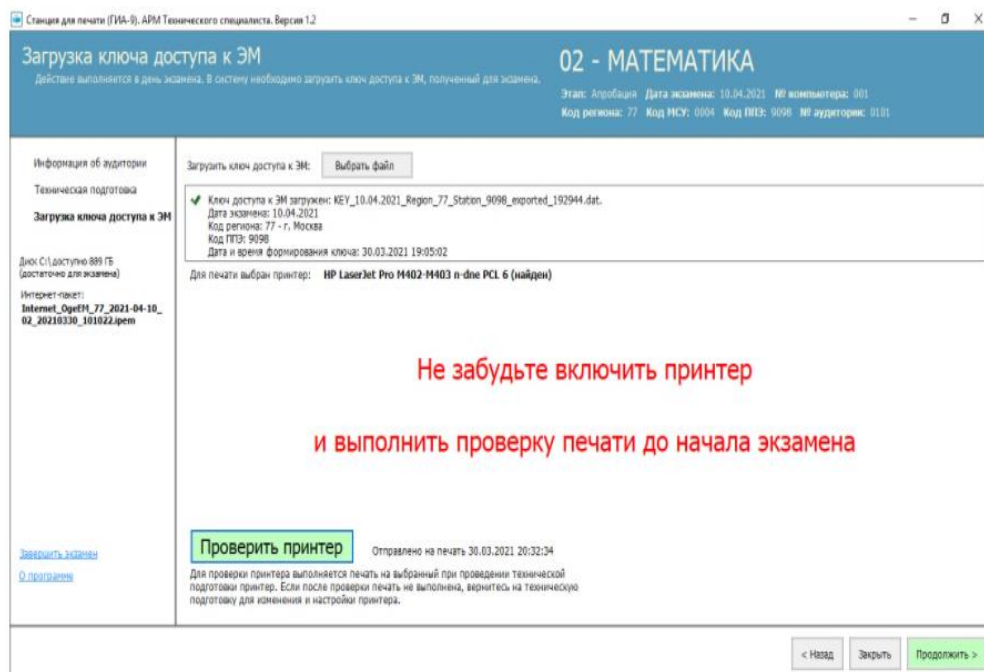 Станция для печати (ГИА-9). АРМ Технического специалиста. Версия 1.2
Загрузка ключа доступа к ЭМ
Действие выполняется в день экзамена. В систему необходимо загрузить ключ доступа к ЭМ, полученный для экзамена.
02 - МАТЕМАТИКА
Этап: Апробация Дата экзамена: 10.04.2021 № компьютера: 001
Код региона: 77 Код МСУ: 0004 Код ППЭ: 9098 № аудитории: 0101
Информация об аудитории
Техническая подготовка
Загрузка ключа доступа к ЭМ
Диск C:\ доступно 889 ГБ
(достаточно для экзамена)
Интернет-пакет:
Internet_OgeEM_77_2021-04-10_
02_20210330_101022.ipem
Завершить экзамен
О программе
Загрузить ключ доступа к ЭМ: Выбрать файл
Ключ доступа к ЭМ загружен: KEY_10.04.2021_Region_77_Station_9098_exported_192944.dat.
Дата экзамена: 10.04.2021
Код региона: 77 - г. Москва
Код ППЭ: 9098
Дата и время формирования ключа: 30.03.2021 19:05:02
Для печати выбран принтер: HP LaserJet Pro M402-M403 n-dne PCL 6 (найден)
Не забудьте включить принтер
и выполнить проверку печати до начала экзамена
Проверить принтер Отправлено на печать 30.03.2021 20:32:34
Для проверки принтера выполняется печать на выбранный при проведении технической
подготовки принтер. Если после проверки печать не выполнена, вернитесь на техническую
подготовку для изменения и настройки принтера.
< Назад Закрыть Продолжить >